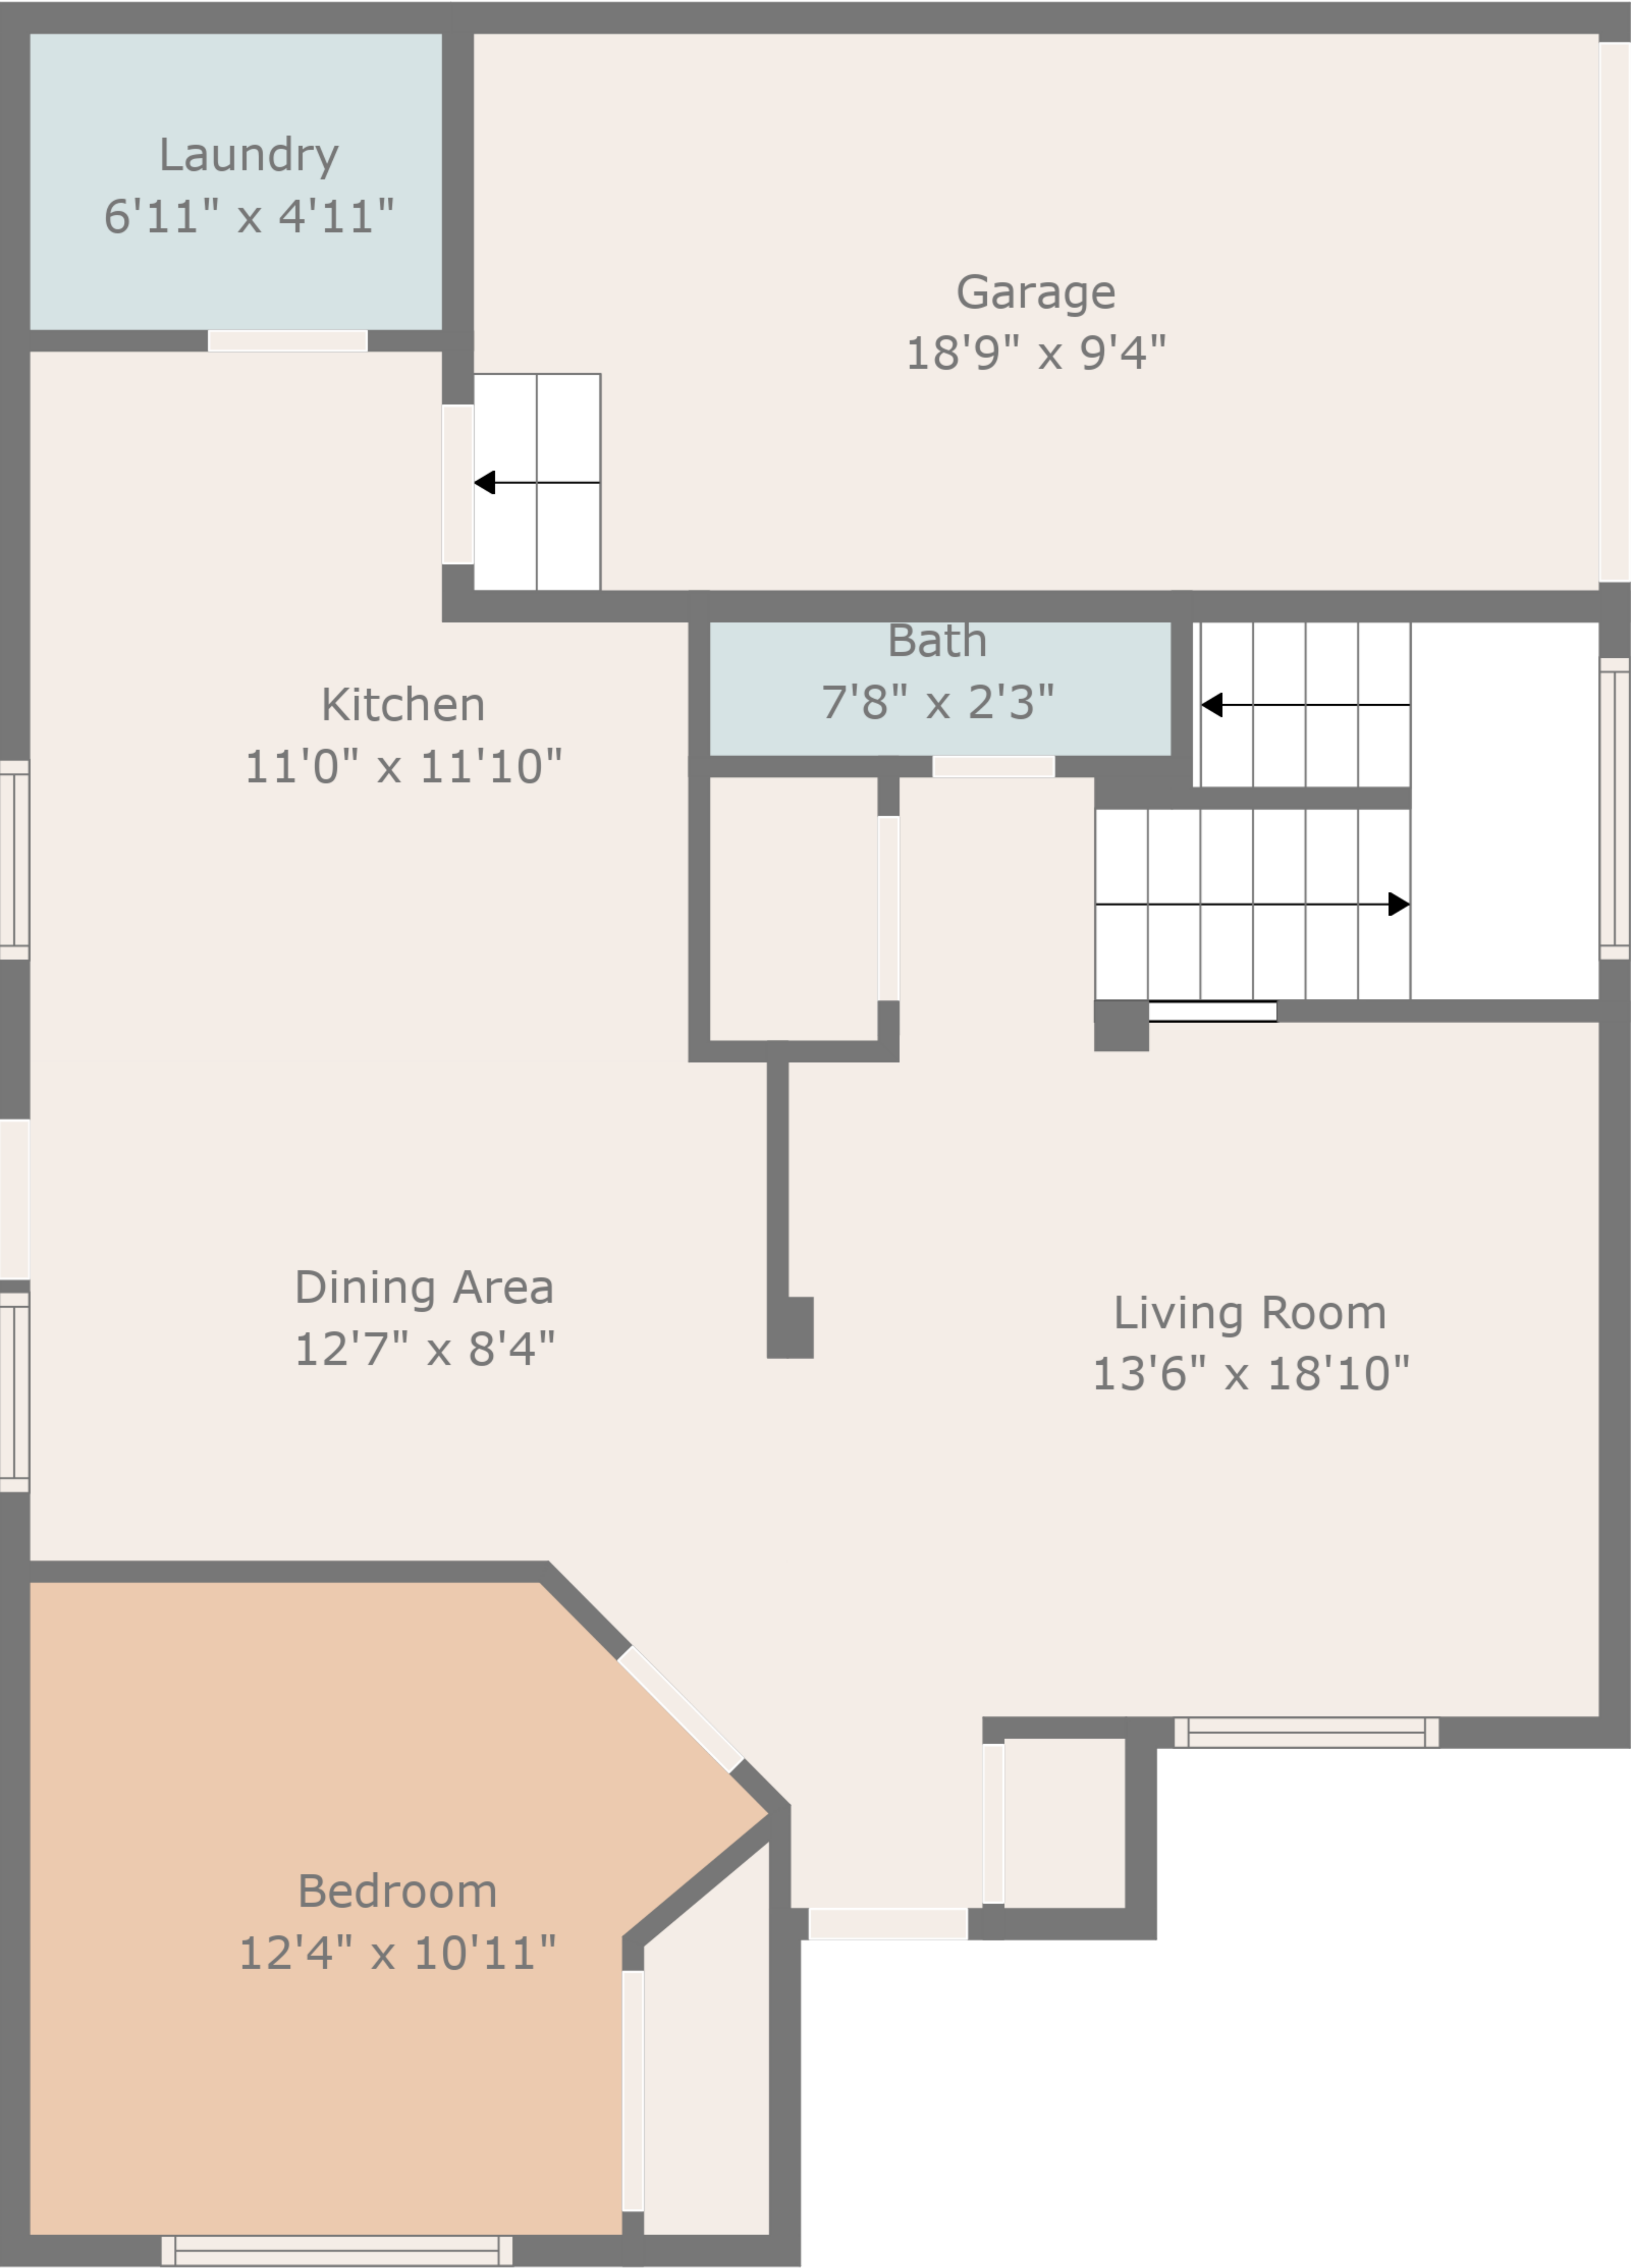 Laundry
6'11" x 4'11"
Garage
18'9" x 9'4"
Bath
7'8" x 2'3"
Kitchen
11'0" x 11'10"
Dining Area
12'7" x 8'4"
Living Room
13'6" x 18'10"
Bedroom
12'4" x 10'11"